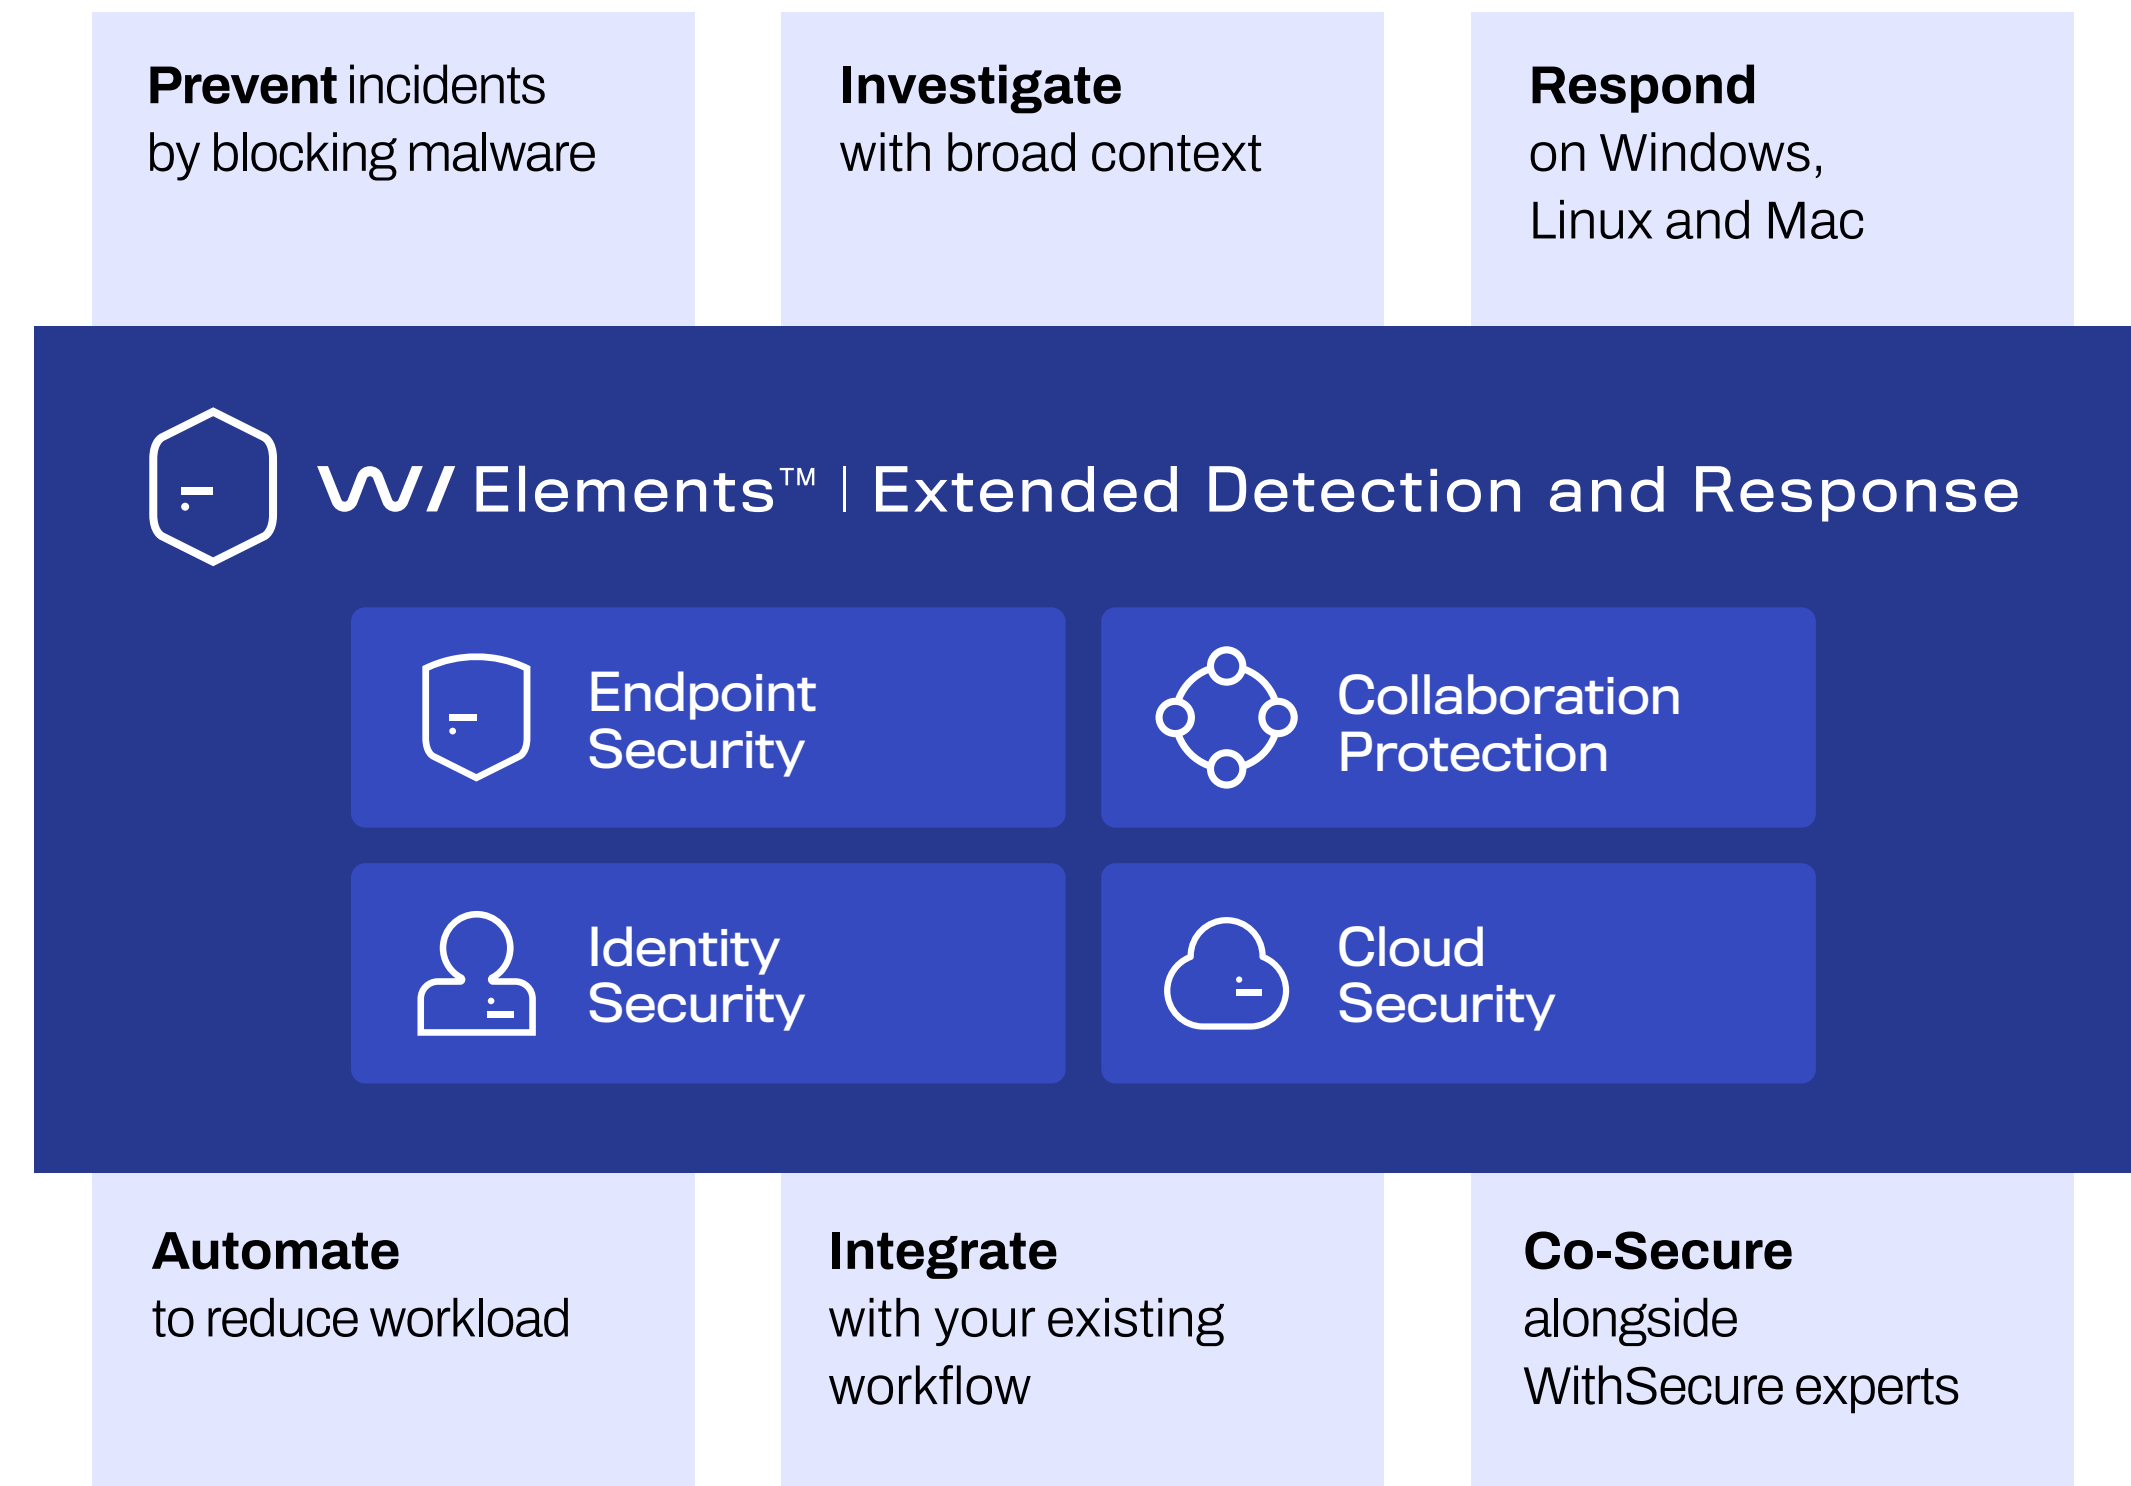 Prevent incidents
by blocking malware
Investigate
with broad context
Respond
on Windows,
Linux and Mac
W/ Elements™ | Extended Detection and Response
Endpoint
Security
Collaboration
Protection
Identity
Security
Cloud
Security
Automate
to reduce workload
Integrate
with your existing
workflow
Co-Secure
alongside
WithSecure experts